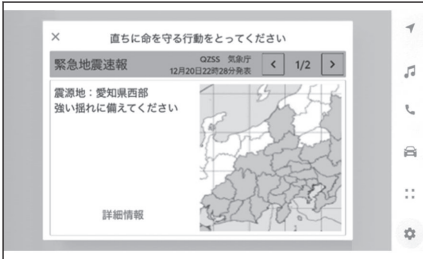 × 直ちに命を守る行動をとってください
緊急地震速報
QZSS 気象庁
12月20日22時28分発表
< 1/2 >
震源地：愛知県西部
強い揺れに備えてください
詳細情報